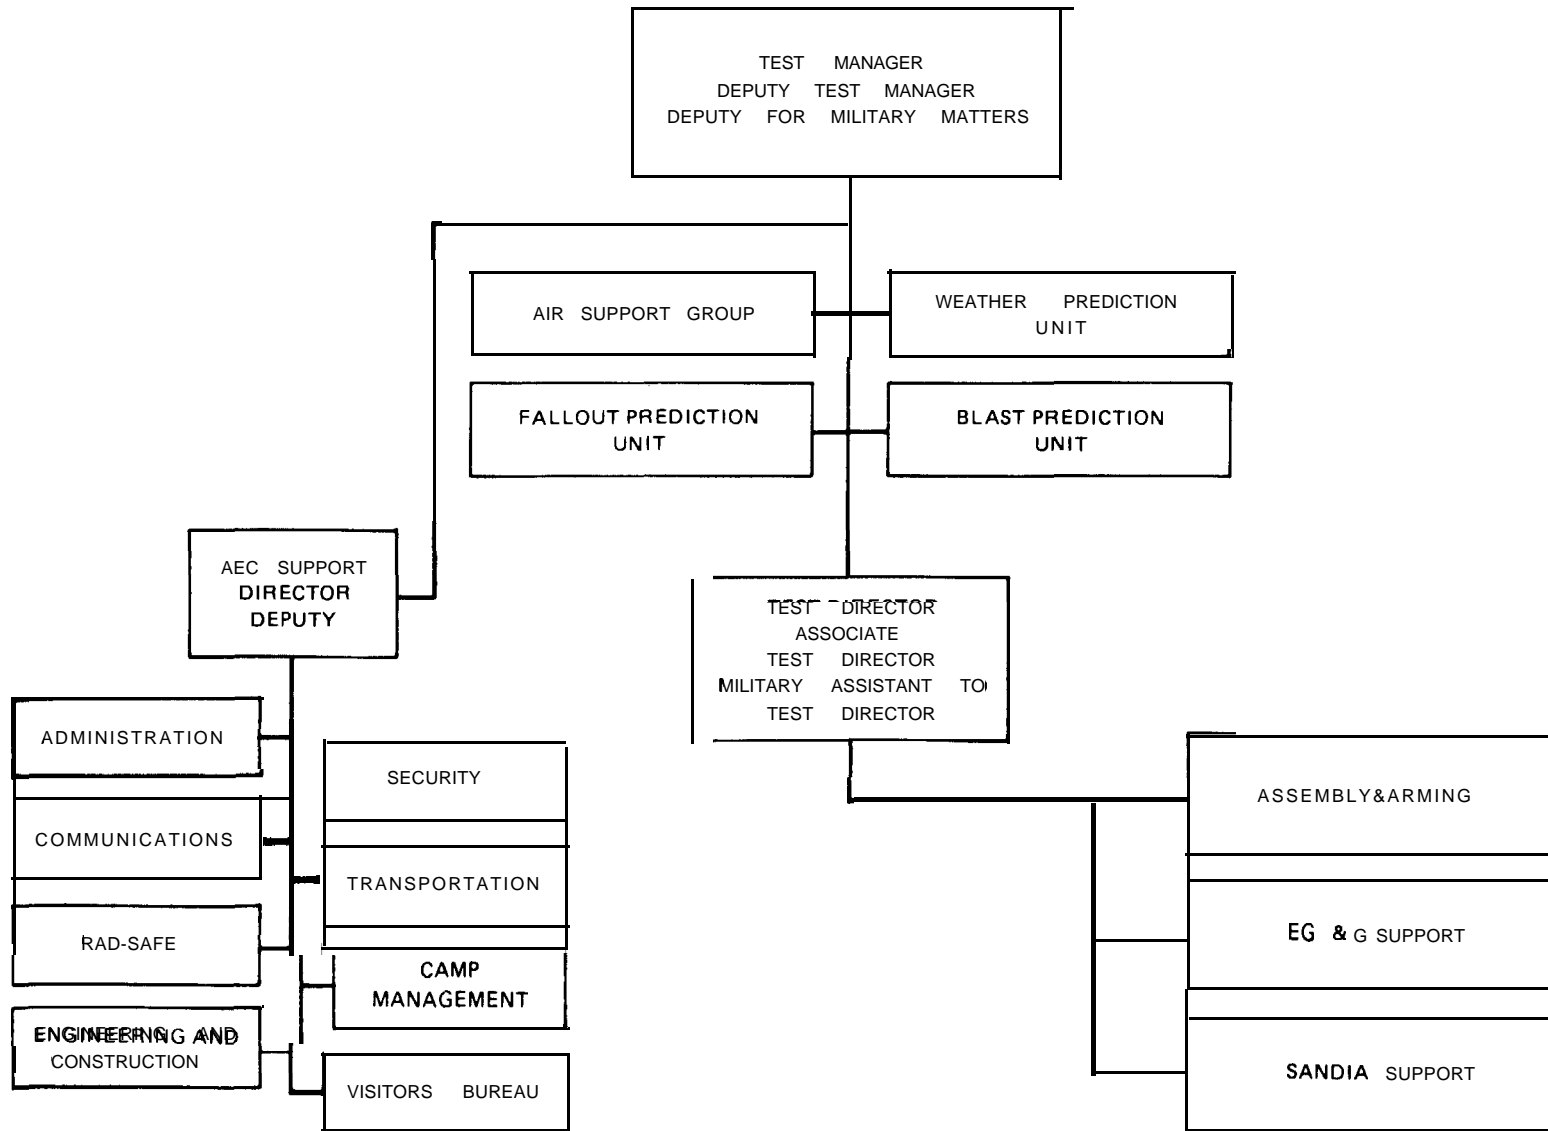 TEST MANAGER
DEPUTY TEST MANAGER
DEPUTY FOR MILITARY MATTERS
AIR SUPPORT GROUP
WEATHER PREDICTION
UNIT
FALLOUT PREDICTION
UNIT
BLAST PREDICTION
UNIT
AEC SUPPORT
DIRECTOR
DEPUTY
TEST DIRECTOR
ASSOCIATE
TEST DIRECTOR
MILITARY ASSISTANT TO
TEST DIRECTOR
ADMINISTRATION
COMMUNICATIONS
RAD-SAFE
ENGINEERING AND
CONSTRUCTION
SECURITY
TRANSPORTATION
CAMP
MANAGEMENT
VISITORS BUREAU
ASSEMBLY&ARMING
EG & G SUPPORT
SANDIA SUPPORT